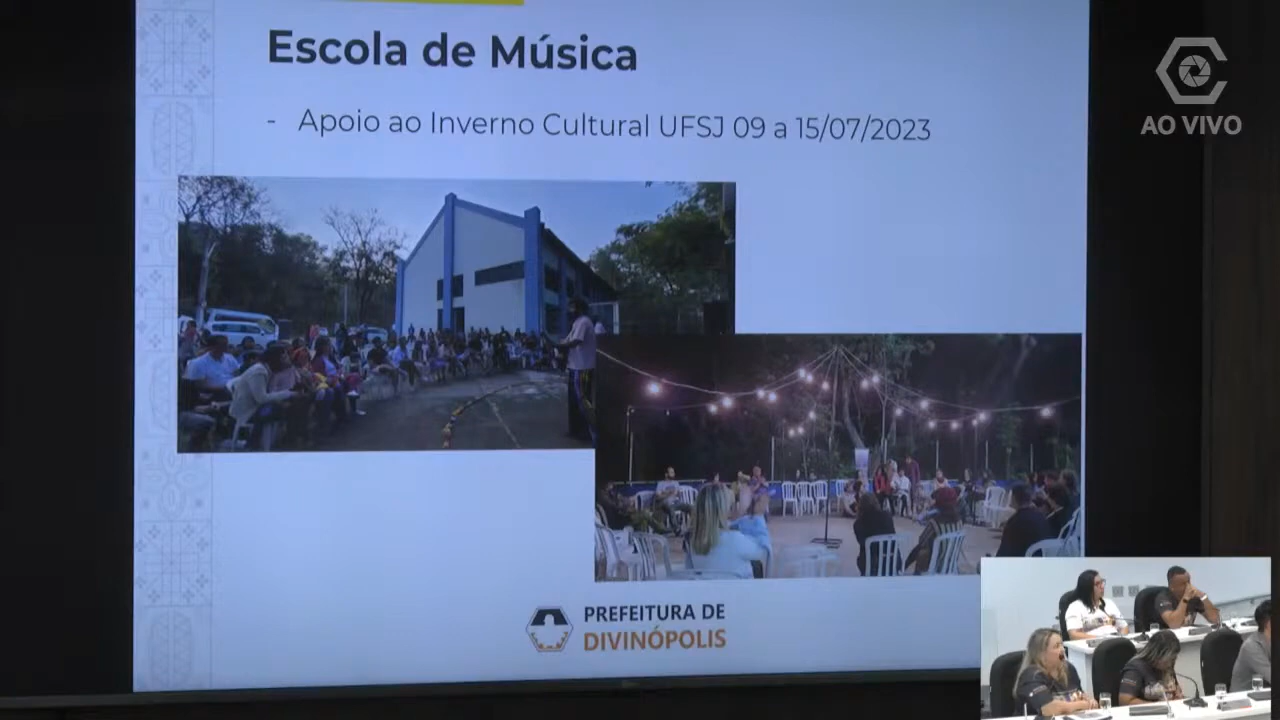 Escola de Música
- Apoio ao Inverno Cultural UFSJ 09 a 15/07/2023
AO VIVO
PREFEITURA DE
DIVINÓPOLIS